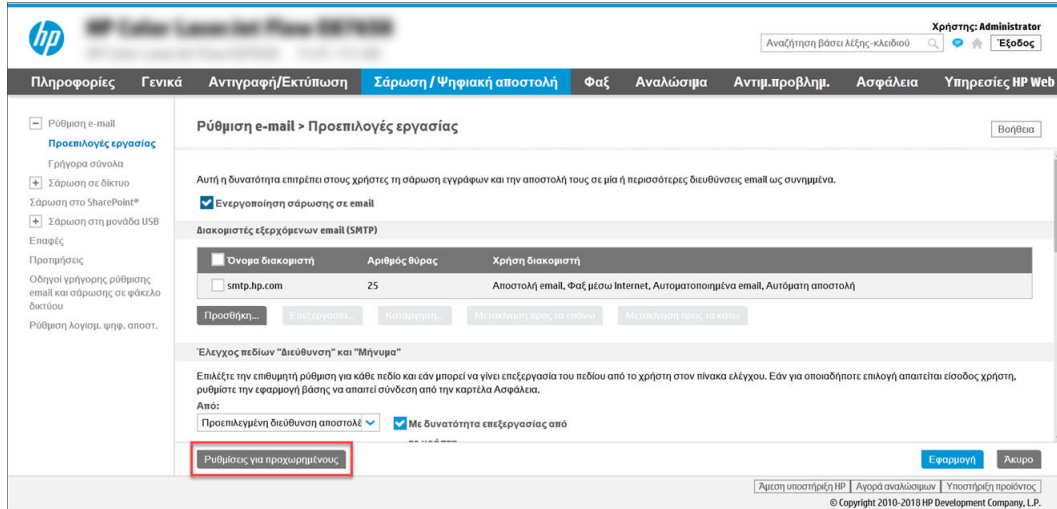 hp
Χρήστης: Administrator
Αναζήτηση βάσει λέξης-κλειδιού
Έξοδος
Πληροφορίες Γενικά Αντιγραφή/Εκτύπωση Σάρωση / Ψηφιακή αποστολή Φαξ Αναλώσιμα Αντιμ.προβλημ. Ασφάλεια Υπηρεσίες HP Web
Ρύθμιση e-mail
Προεπιλογές εργασίας
Γρήγορα σύνολα
Σάρωση σε δίκτυο
Σάρωση στο SharePoint®
Σάρωση στη μονάδα USB
Επαφές
Προτιμήσεις
Οδηγοί γρήγορης ρύθμισης
email και σάρωσης σε φάκελο
δικτύου
Ρύθμιση λογισμ. ψηφ. αποστ.
Ρύθμιση e-mail > Προεπιλογές εργασίας
Βοήθεια
Αυτή η δυνατότητα επιτρέπει στους χρήστες τη σάρωση εγγράφων και την αποστολή τους σε μία ή περισσότερες διευθύνσεις email ως συνημμένα.
Ενεργοποίηση σάρωσης σε email
Διακομιστές εξερχόμενων email (SMTP)
Όνομα διακομιστή Αριθμός θύρας Χρήση διακομιστή
smtp.hp.com 25 Αποστολή email, Φαξ μέσω Internet, Αυτοματοποιημένα email, Αυτόματη αποστολή
Προσθήκη... Επεξεργασία... Κατάργηση... Μετακίνηση προς τα επάνω Μετακίνηση προς τα κάτω
Έλεγχος πεδίων "Διεύθυνση" και "Μήνυμα"
Επιλέξτε την επιθυμητή ρύθμιση για κάθε πεδίο και εάν μπορεί να γίνει επεξεργασία του πεδίου από το χρήστη στον πίνακα ελέγχου. Εάν για οποιαδήποτε επιλογή απαιτείται είσοδος χρήστη,
ρυθμίστε την εφαρμογή βάσης να απαιτεί σύνδεση από την καρτέλα Ασφάλεια.
Από:
Προεπιλεγμένη διεύθυνση αποστολέ
Με δυνατότητα επεξεργασίας από
Ρυθμίσεις για προχωρημένους
Εφαρμογή Άκυρο
Άμεση υποστήριξη HP Αγορά αναλώσιμων Υποστήριξη προϊόντος
© Copyright 2010-2018 HP Development Company, L.P.